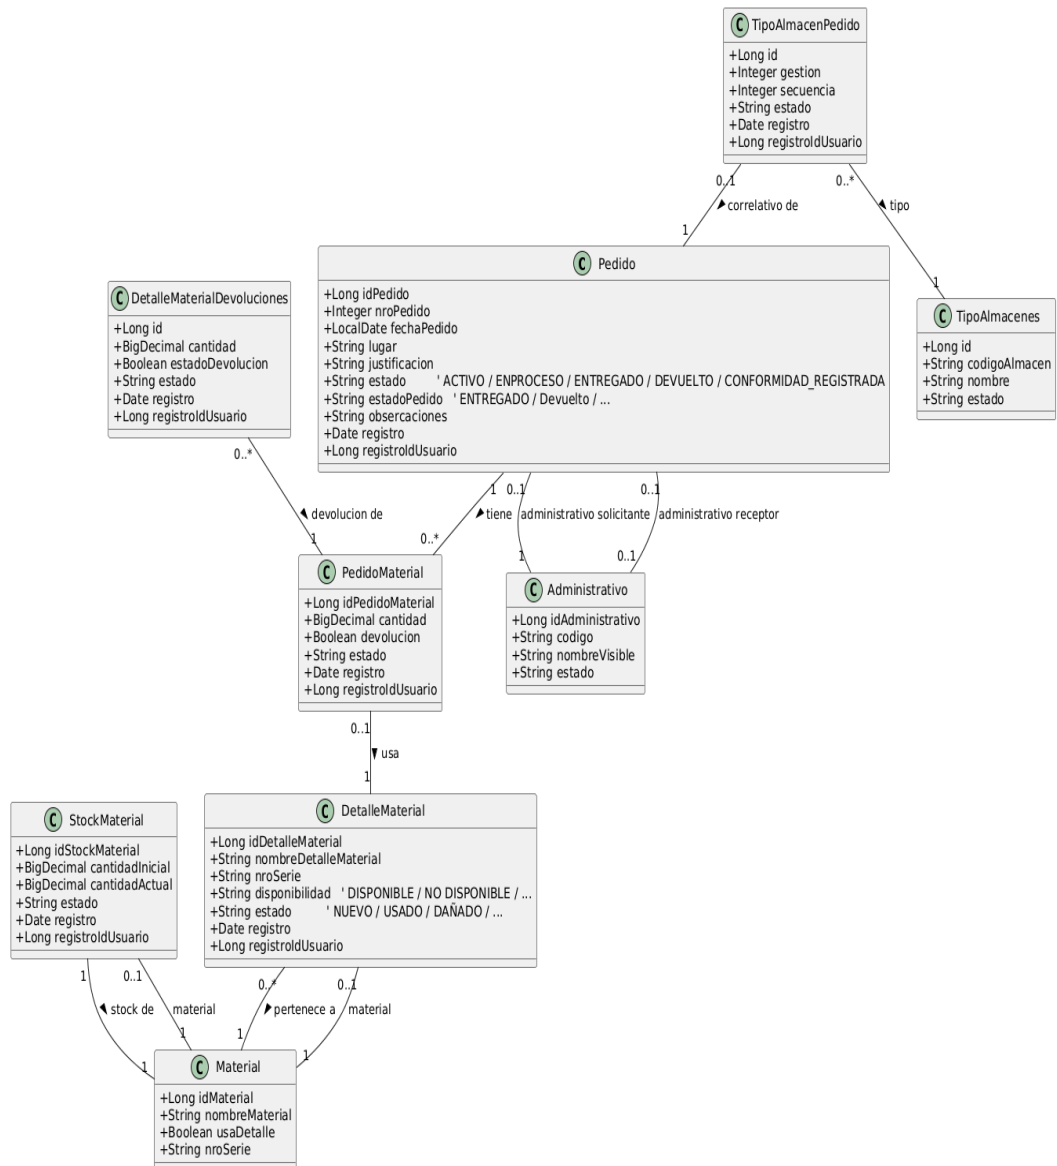 C TipoAlmacenPedido
+Long id
+Integer gestion
+Integer secuencia
+String estado
+Date registro
+Long registroIdUsuario
0..1
0..*
correlativo de
tipo
1
1
C Pedido
+Long idPedido
+Integer nroPedido
+LocalDate fechaPedido
+String lugar
+String justificacion
+String estado ' ACTIVO / ENPROCESO / ENTREGADO / DEVUELTO / CONFORMIDAD_REGISTRADA
+String estadoPedido ' ENTREGADO / Devuelto / ...
+String obsercaciones
+Date registro
+Long registroIdUsuario
C DetalleMaterialDevoluciones
+Long id
+BigDecimal cantidad
+Boolean estadoDevolucion
+String estado
+Date registro
+Long registroIdUsuario
C TipoAlmacenes
+Long id
+String codigoAlmacen
+String nombre
+String estado
0..*
1
0..1
0..1
devolucion de
tiene
administrativo solicitante
administrativo receptor
1
0..*
1
0..1
C PedidoMaterial
+Long idPedidoMaterial
+BigDecimal cantidad
+Boolean devolucion
+String estado
+Date registro
+Long registroIdUsuario
C Administrativo
+Long idAdministrativo
+String codigo
+String nombreVisible
+String estado
0..1
usa
1
C StockMaterial
+Long idStockMaterial
+BigDecimal cantidadInicial
+BigDecimal cantidadActual
+String estado
+Date registro
+Long registroIdUsuario
C DetalleMaterial
+Long idDetalleMaterial
+String nombreDetalleMaterial
+String nroSerie
+String disponibilidad ' DISPONIBLE / NO DISPONIBLE / ...
+String estado ' NUEVO / USADO / DAÑADO / ...
+Date registro
+Long registroIdUsuario
1
0..1
0..*
0..1
stock de
material
pertenece a
material
1
1
1
1
C Material
+Long idMaterial
+String nombreMaterial
+Boolean usaDetalle
+String nroSerie